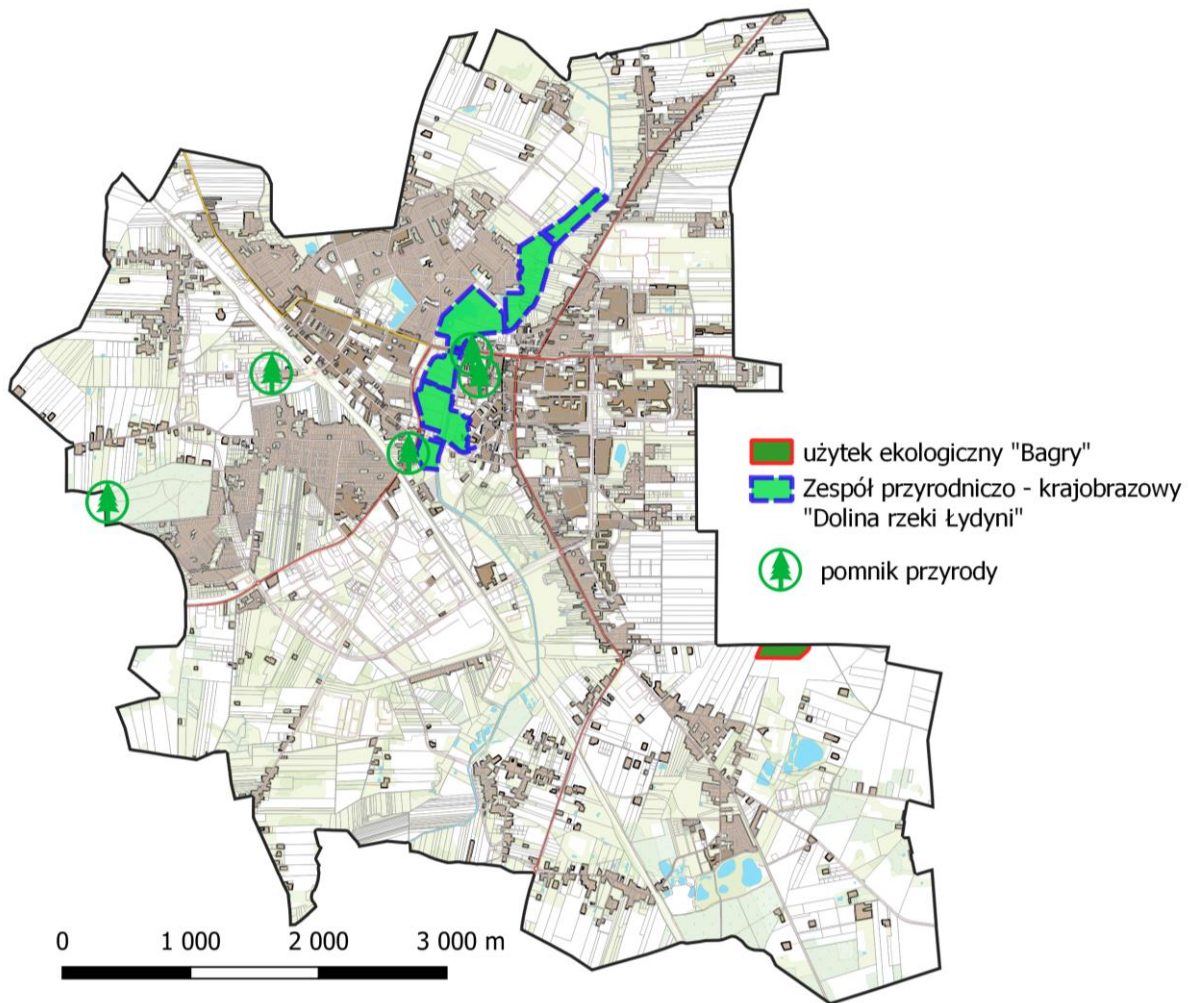 użytek ekologiczny "Bagry"
Zespół przyrodniczo - krajobrazowy
"Dolina rzeki Łydyni"
pomnik przyrody
0 1 000 2 000 3 000 m